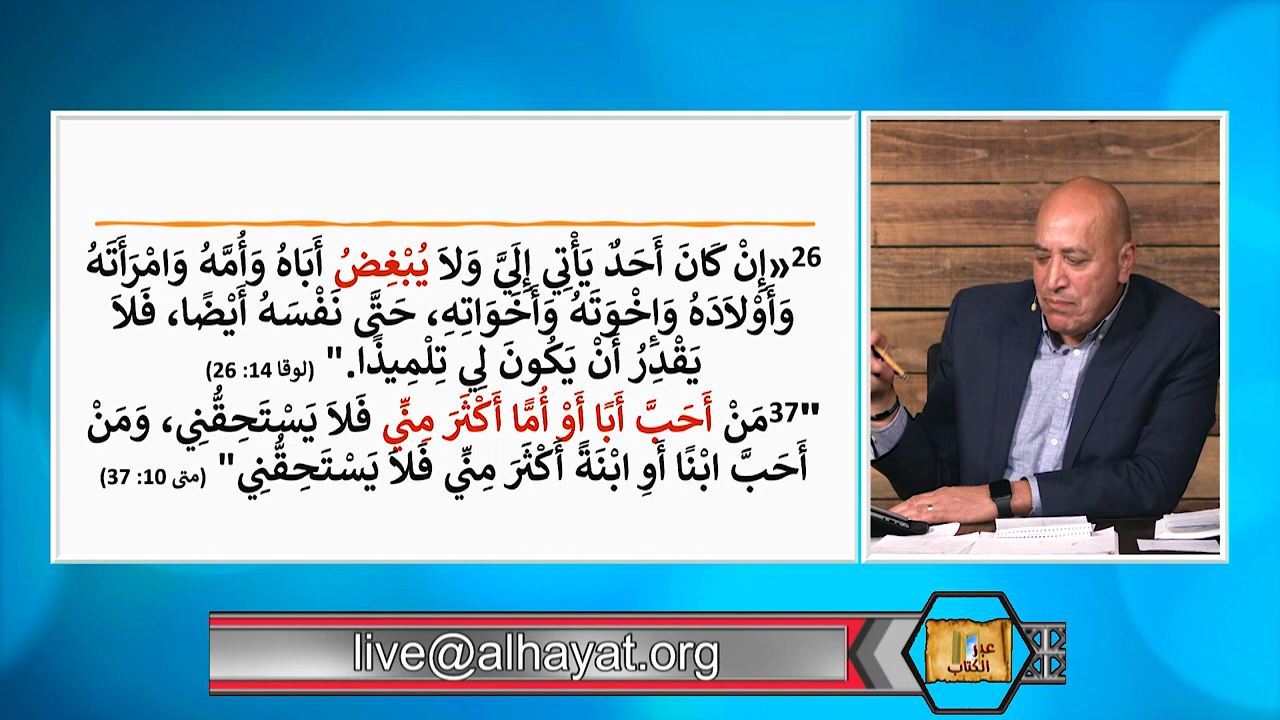 26«إِنْ كَانَ أَحَدٌ يَأْتِي إِلَيَّ وَلاَ يُبْغِضُ أَبَاهُ وَأُمَّهُ وَامْرَأَتَهُ
وَأَوْلاَدَهُ وَإِخْوَتَهُ وَأَخَوَاتِهِ، حَتَّى نَفْسَهُ أَيْضًا، فَلاَ
يَقْدِرُ أَنْ يَكُونَ لِي تِلْمِيذًا." (لوقا 14: 26)
"37مَنْ أَحَبَّ أَبًا أَوْ أُمًّا أَكْثَرَ مِنِّي فَلاَ يَسْتَحِقُّنِي، وَمَنْ
أَحَبَّ ابْنًا أَوِ ابْنَةً أَكْثَرَ مِنِّي فَلاَ يَسْتَحِقُّنِي" (متى 10: 37)
live@alhayat.org
عبر
الكتاب